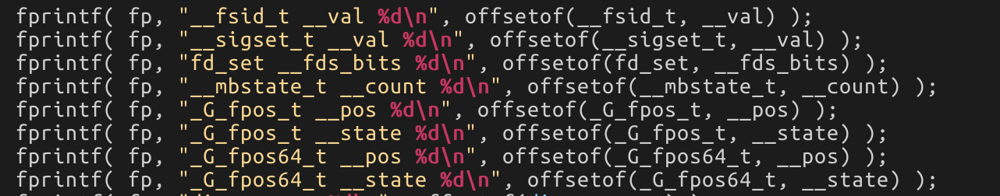 fprintf( fp, "__fsid_t __val %d\n", offsetof(__fsid_t, __val) );
fprintf( fp, "__sigset_t __val %d\n", offsetof(__sigset_t, __val) );
fprintf( fp, "fd_set __fds_bits %d\n", offsetof(fd_set, __fds_bits) );
fprintf( fp, "__mbstate_t __count %d\n", offsetof(__mbstate_t, __count) );
fprintf( fp, "_G_fpos_t __pos %d\n", offsetof(_G_fpos_t, __pos) );
fprintf( fp, "_G_fpos_t __state %d\n", offsetof(_G_fpos_t, __state) );
fprintf( fp, "_G_fpos64_t __pos %d\n", offsetof(_G_fpos64_t, __pos) );
fprintf( fp, "_G_fpos64_t __state %d\n", offsetof(_G_fpos64_t, __state) );